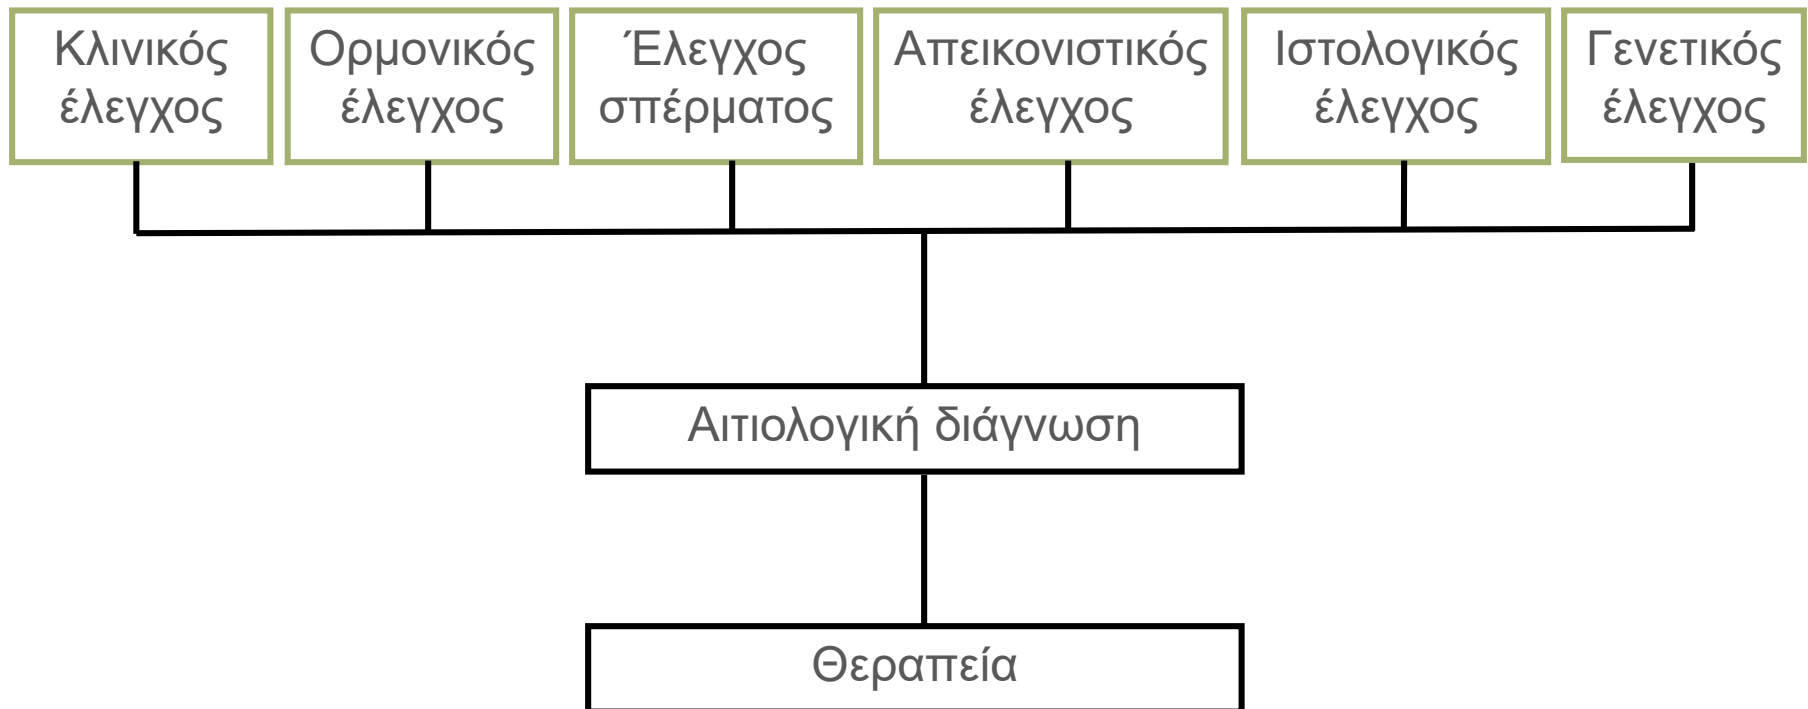 Κλινικός
έλεγχος
Ορμονικός
έλεγχος
Έλεγχος
σπέρματος
Απεικονιστικός
έλεγχος
Ιστολογικός
έλεγχος
Γενετικός
έλεγχος
Αιτιολογική διάγνωση
Θεραπεία